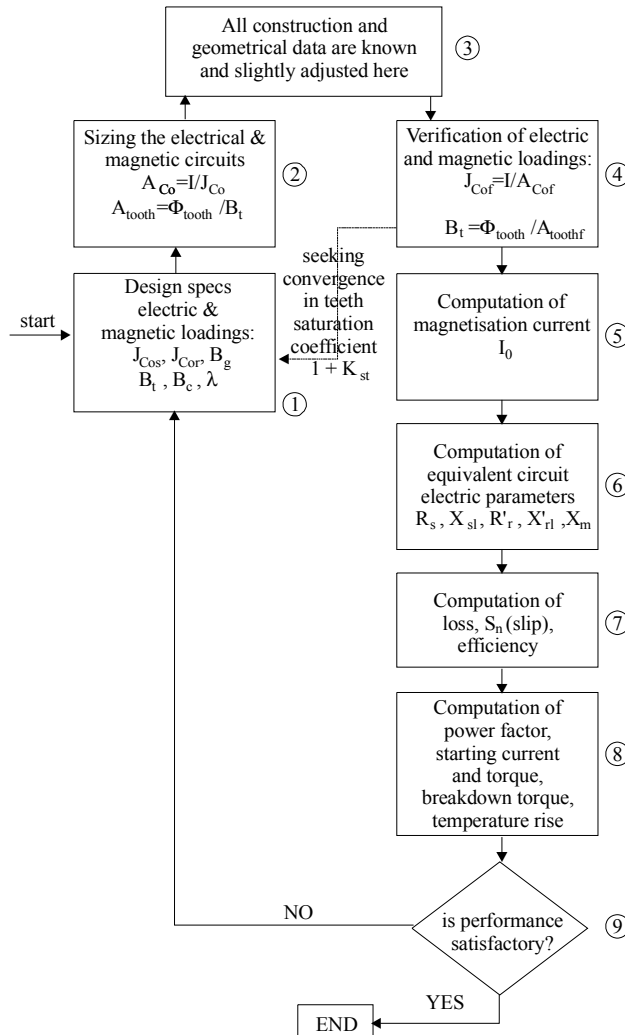 All construction and
geometrical data are known
and slightly adjusted here
3
Sizing the electrical &
magnetic circuits
A_Co=I/J_Co
A_tooth=Φ_tooth /B_t
2
Verification of electric
and magnetic loadings:
J_Cof=I/A_Cof
B_t =Φ_tooth /A_toothf
4
seeking
convergence
in teeth
saturation
coefficient
1 + K_st
start
Design specs
electric &
magnetic loadings:
J_Cos, J_Cor, B_g
B_t , B_c , λ
1
Computation of
magnetisation current
I_0
5
Computation of
equivalent circuit
electric parameters
R_s , X_sl, R'_r , X'_rl ,X_m
6
Computation of
loss, S_n (slip),
efficiency
7
Computation of
power factor,
starting current
and torque,
breakdown torque,
temperature rise
8
NO
is performance
satisfactory?
9
YES
END